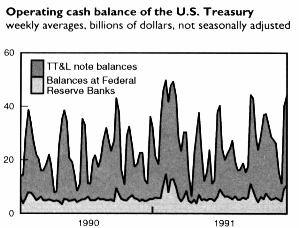 Operating cash balance of the U.S. Treasury
weekly averages, billions of dollars, not seasonally adjusted
60
TT&L note balances
Balances at Federal
Reserve Banks
40
20
0
1990
1991